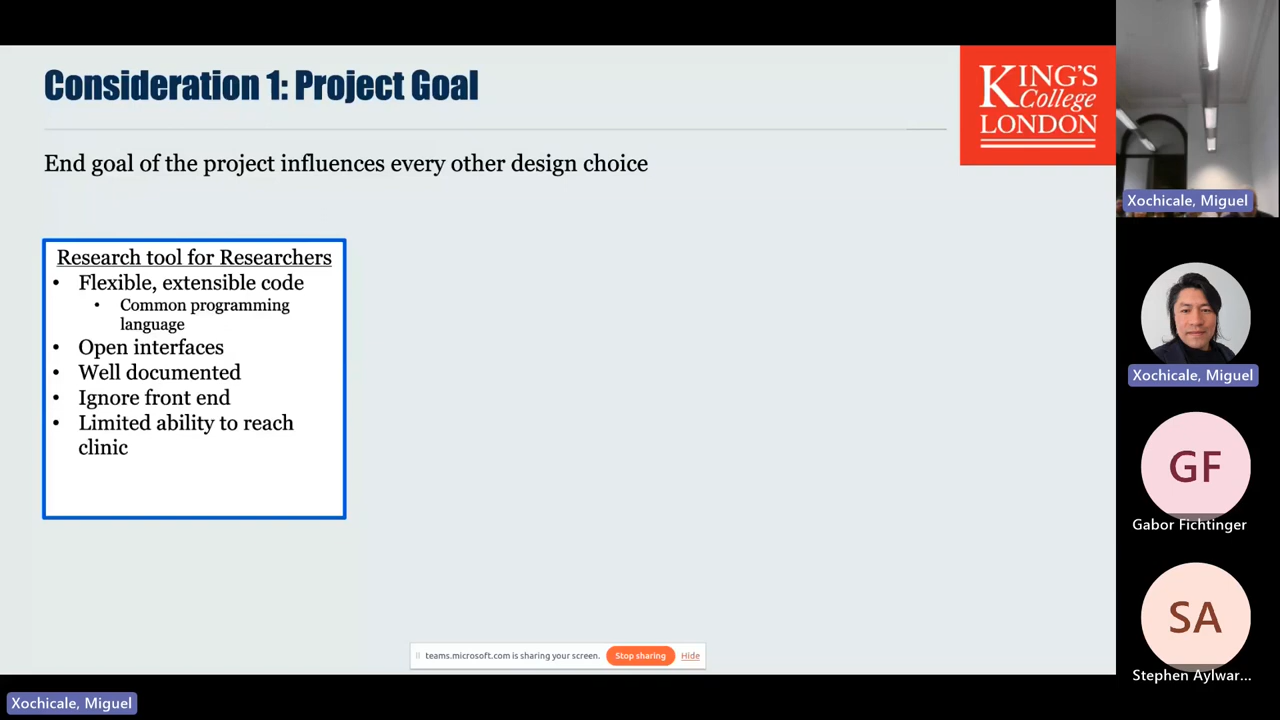 Consideration 1: Project Goal
KING'S
College
LONDON
End goal of the project influences every other design choice
Research tool for Researchers
• Flexible, extensible code
• Common programming
language
• Open interfaces
• Well documented
• Ignore front end
• Limited ability to reach
clinic
teams.microsoft.com is sharing your screen.
Stop sharing
Hide
Xochicale, Miguel
Xochicale, Miguel
Xochicale, Miguel
GF
Gabor Fichtinger
SA
Stephen Aylwar...